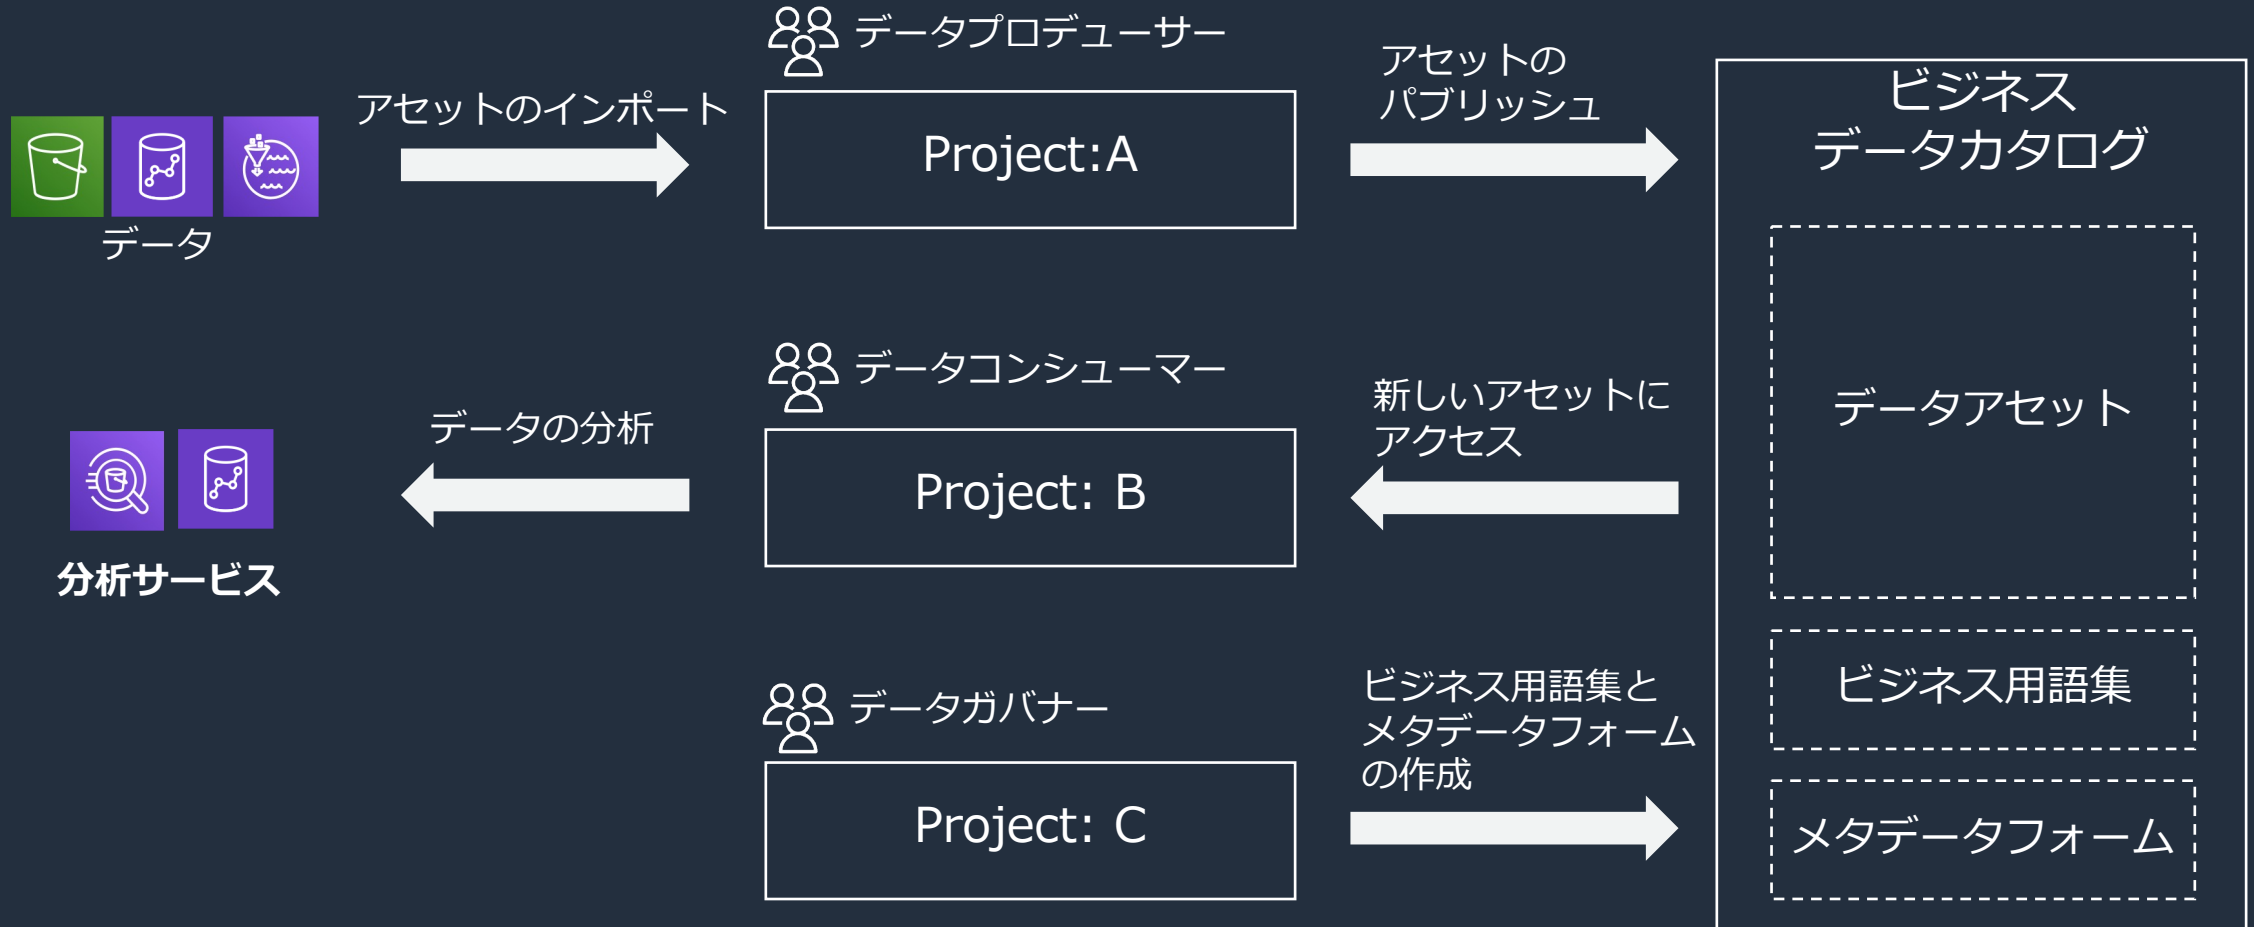 データプロデューサー
アセットのインポート
Project:A
データ
アセットの
パブリッシュ
ビジネス
データカタログ
データコンシューマー
データの分析
Project: B
分析サービス
新しいアセットに
アクセス
データアセット
データガバナー
Project: C
ビジネス用語集と
メタデータフォーム
の作成
ビジネス用語集
メタデータフォーム